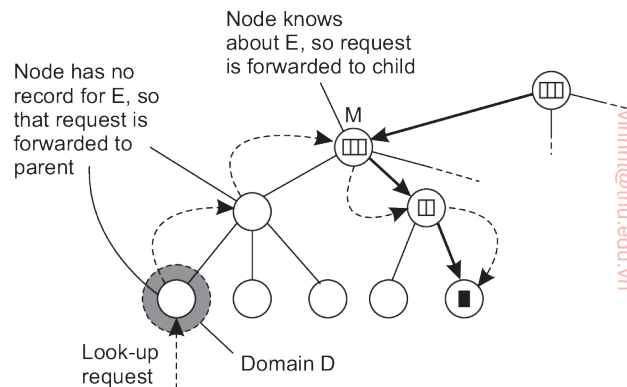 Node knows
about E, so request
is forwarded to child
Node has no
record for E, so
that request is
forwarded to
parent
M
Look-up
request
Domain D